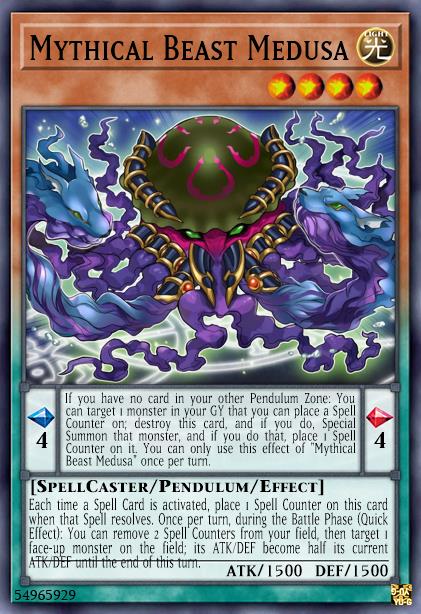 Mythical Beast Medusa
LIGHT
光
If you have no card in your other Pendulum Zone: You
can target 1 monster in your GY that you can place a Spell
Counter on; destroy this card, and if you do, Special
Summon that monster, and if you do that, place 1 Spell
Counter on it. You can only use this effect of "Mythical
Beast Medusa" once per turn.
4
4
[SpellCaster/Pendulum/Effect]
Each time a Spell Card is activated, place 1 Spell Counter on this card
when that Spell resolves. Once per turn, during the Battle Phase (Quick
Effect): You can remove 2 Spell Counters from your field, then target 1
face-up monster on the field; its ATK/DEF become half its current
ATK/DEF until the end of this turn.
ATK/1500 DEF/1500
54965929